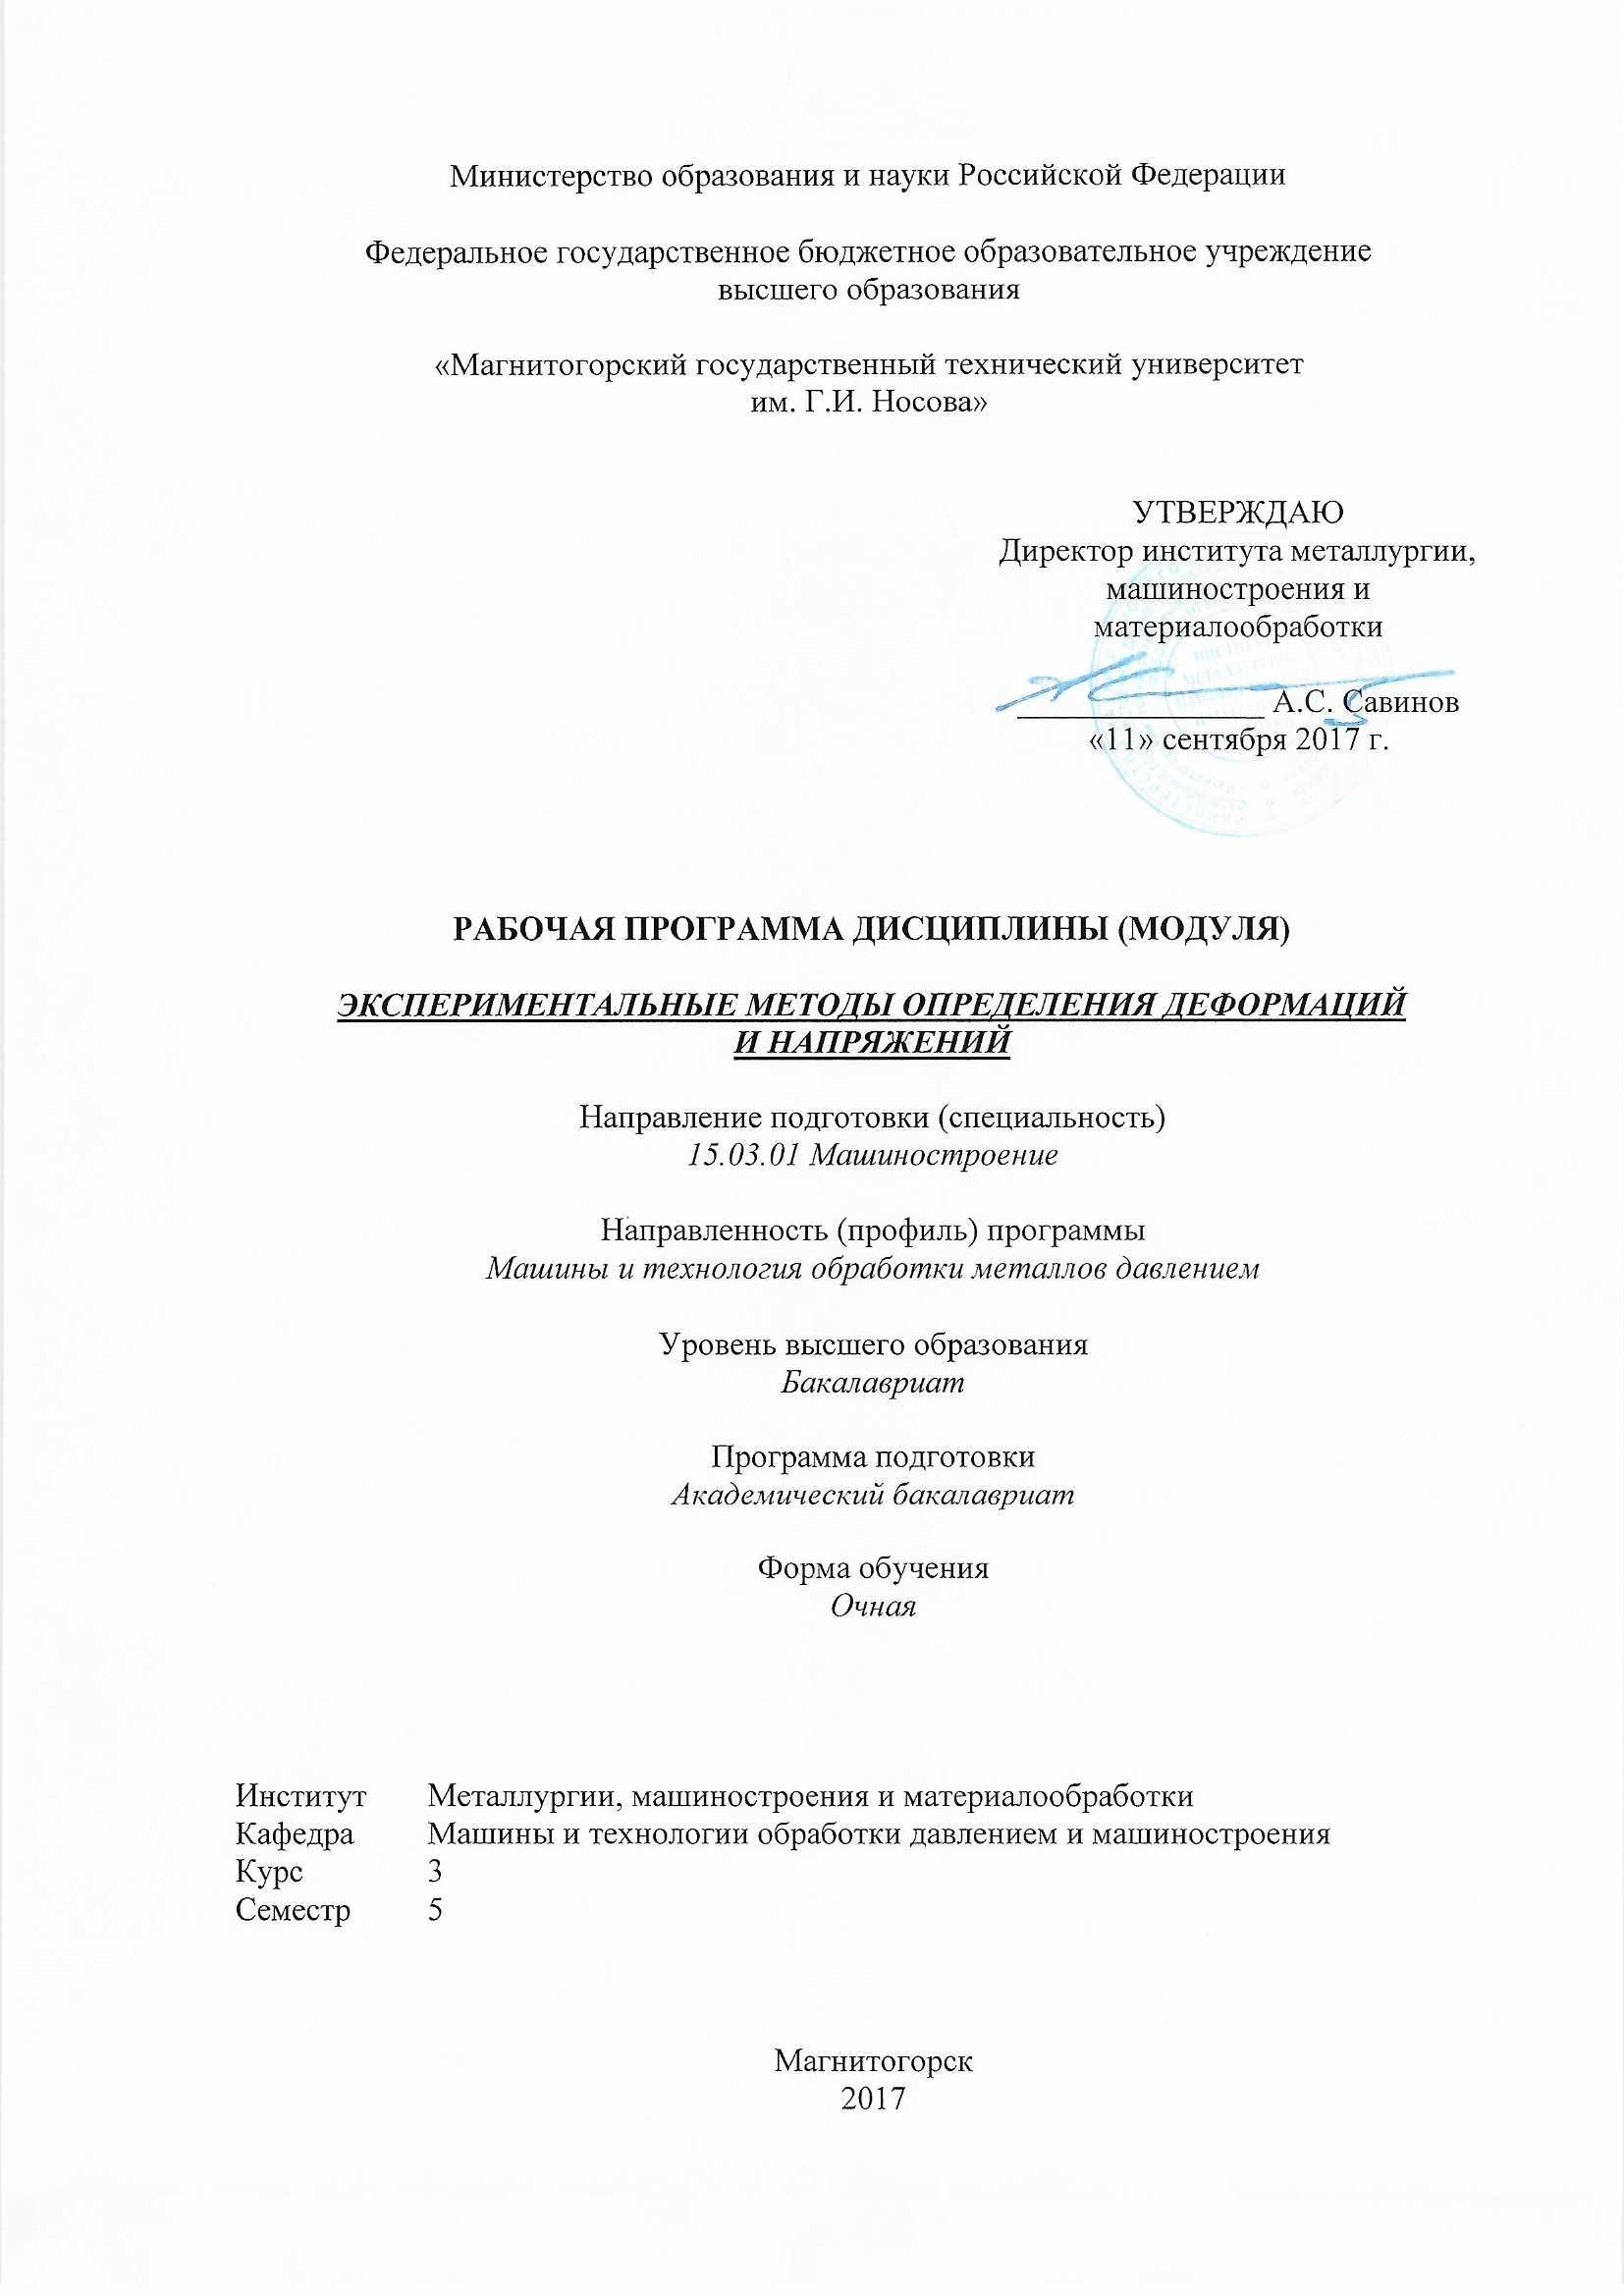 Министерство образования и науки Российской Федерации
Федеральное государственное бюджетное образовательное учреждение
высшего образования
«Магнитогорский государственный технический университет
им. Г.И. Носова»
УТВЕРЖДАЮ
Директор института металлургии,
машиностроения и
материалообработки
_______________ А.С. Савинов
«11» сентября 2017 г.
РАБОЧАЯ ПРОГРАММА ДИСЦИПЛИНЫ (МОДУЛЯ)
ЭКСПЕРИМЕНТАЛЬНЫЕ МЕТОДЫ ОПРЕДЕЛЕНИЯ ДЕФОРМАЦИЙ
И НАПРЯЖЕНИЙ
Направление подготовки (специальность)
15.03.01 Машиностроение
Направленность (профиль) программы
Машины и технология обработки металлов давлением
Уровень высшего образования
Бакалавриат
Программа подготовки
Академический бакалавриат
Форма обучения
Очная
Институт Металлургии, машиностроения и материалообработки
Кафедра Машины и технологии обработки давлением и машиностроения
Курс 3
Семестр 5
Магнитогорск
2017